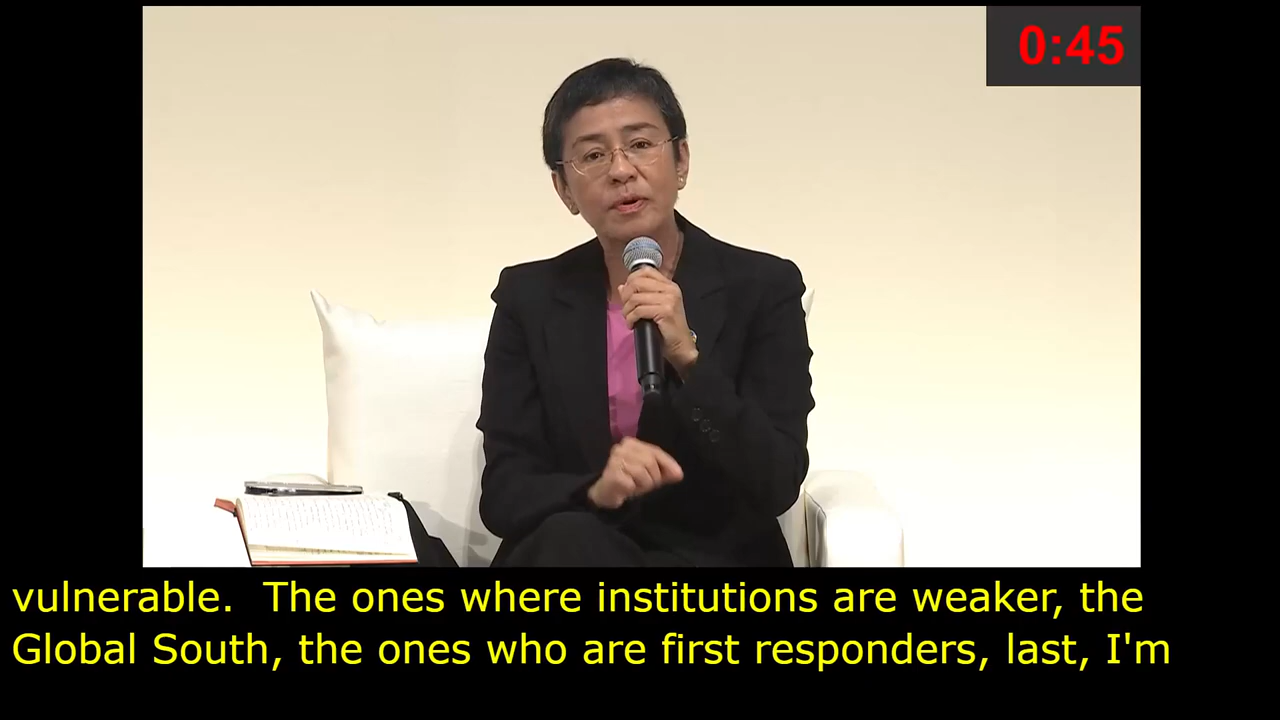 0:45
vulnerable.  The ones where institutions are weaker, the
Global South, the ones who are first responders, last, I'm